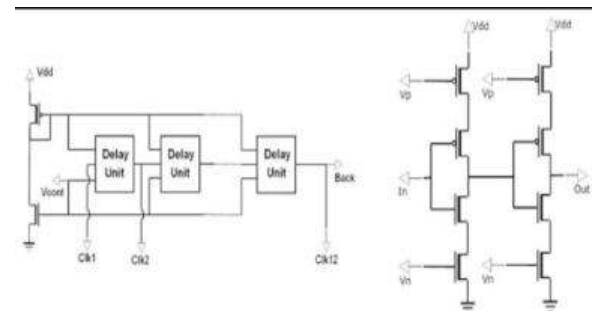 Vdd
Delay Unit
Delay Unit
Delay Unit
Vcont
Back
Clk1
Clk2
Clk12
Vdd
Vdd
Vp
Vp
In
Out
Vn
Vn